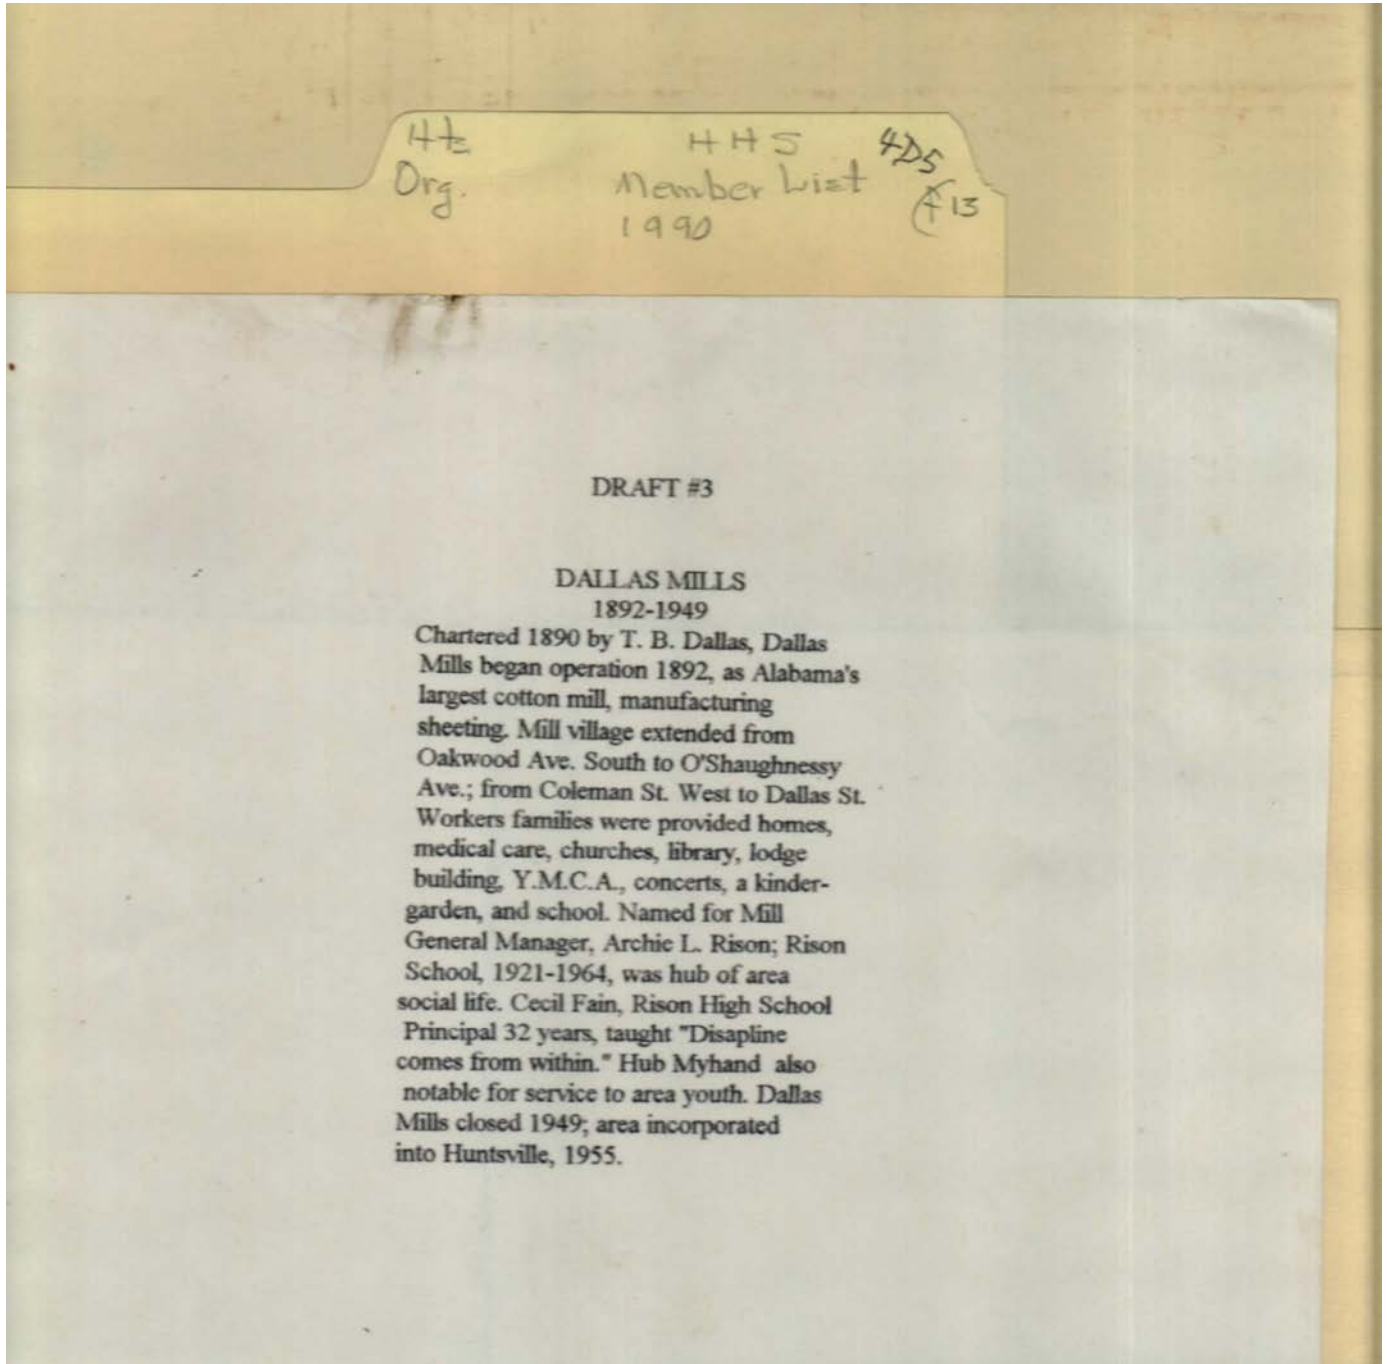 Hts HHS 4D5
Org. Member List F13
1990
DRAFT #3
DALLAS MILLS
1892-1949
Chartered 1890 by T. B. Dallas, Dallas
Mills began operation 1892, as Alabama's
largest cotton mill, manufacturing
sheeting. Mill village extended from
Oakwood Ave. South to O'Shaughnessy
Ave.; from Coleman St. West to Dallas St.
Workers families were provided homes,
medical care, churches, library, lodge
building, Y.M.C.A., concerts, a kinder-
garden, and school. Named for Mill
General Manager, Archie L. Rison; Rison
School, 1921-1964, was hub of area
social life. Cecil Fain, Rison High School
Principal 32 years, taught "Disapline
comes from within." Hub Myhand also
notable for service to area youth. Dallas
Mills closed 1949; area incorporated
into Huntsville, 1955.